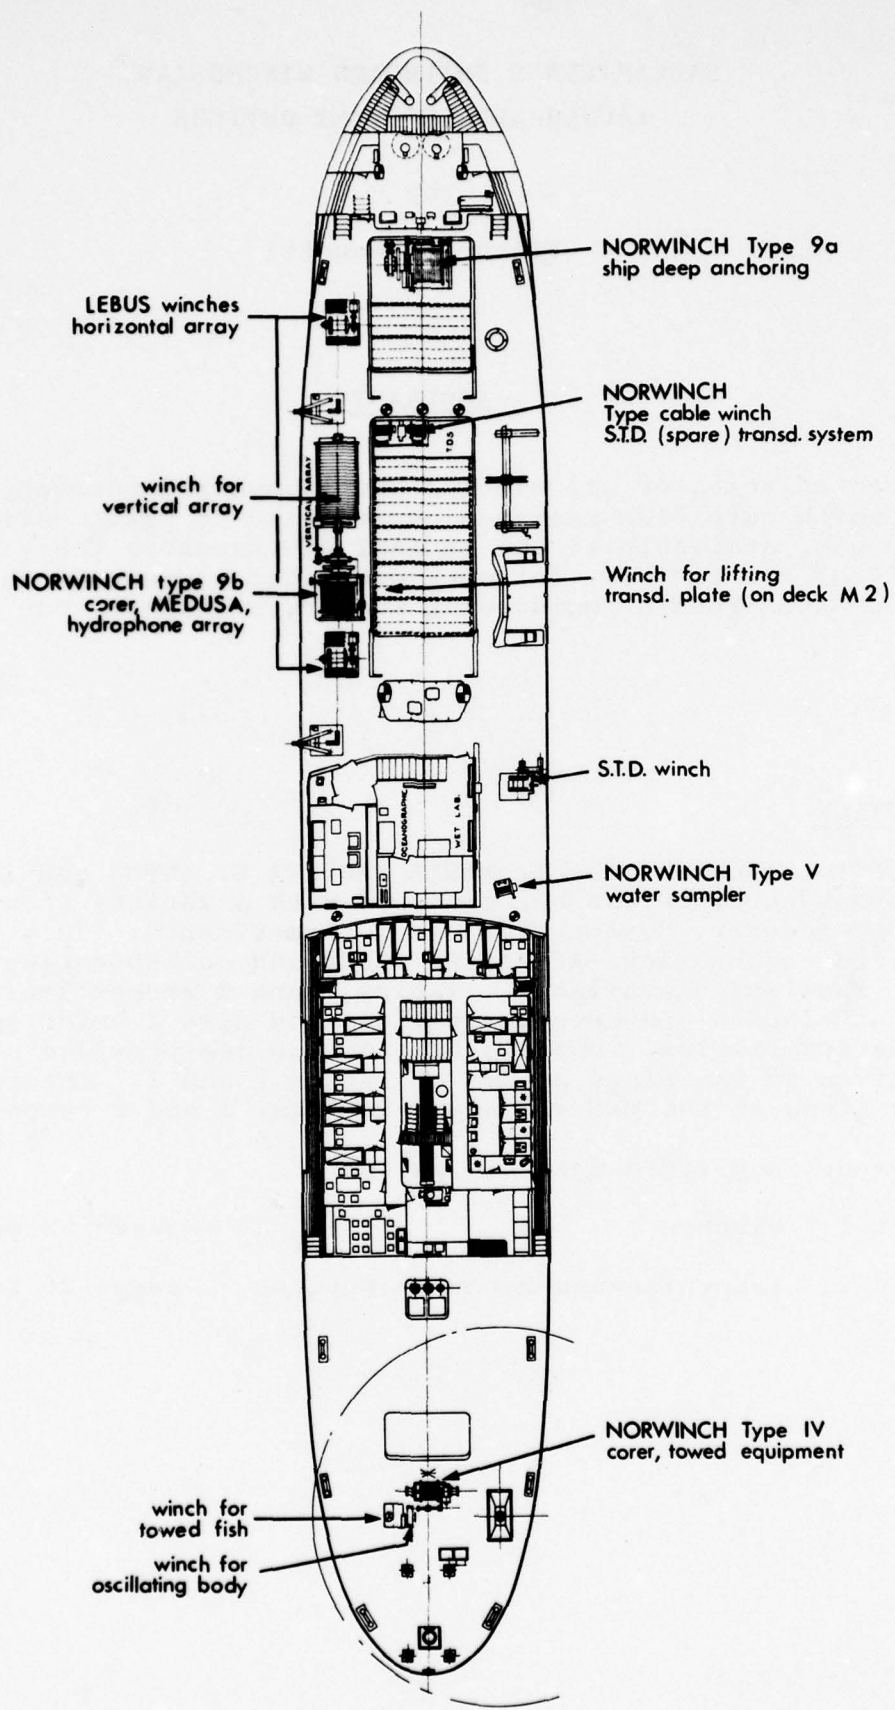 NORWINCH Type 9a
ship deep anchoring
LEBUS winches
horizontal array
NORWINCH
Type cable winch
S.T.D. (spare) transd. system
T.D.S
VERTICAL ARRAY
winch for
vertical array
NORWINCH type 9b
corer, MEDUSA,
hydrophone array
Winch for lifting
transd. plate (on deck M 2)
S.T.D. winch
OCEANOGRAPHIC
WET LAB.
NORWINCH Type V
water sampler
NORWINCH Type IV
corer, towed equipment
winch for
towed fish
winch for
oscillating body